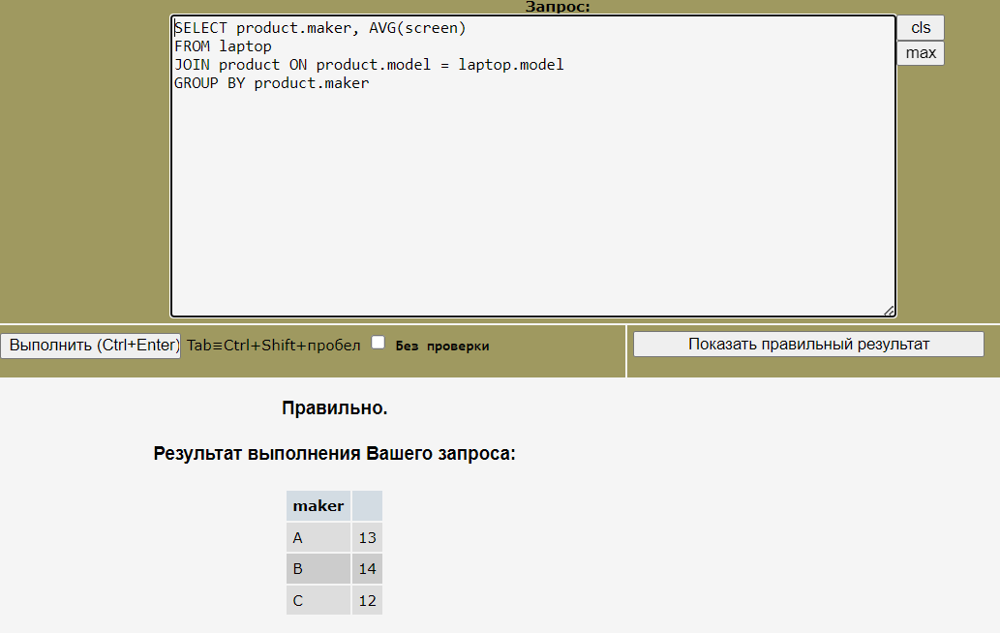 Запрос:
SELECT product.maker, AVG(screen)
FROM laptop
JOIN product ON product.model = laptop.model
GROUP BY product.maker
cls
max
Выполнить (Ctrl+Enter) Tab≡Ctrl+Shift+пробел Без проверки
Показать правильный результат
Правильно.
Результат выполнения Вашего запроса:
maker
A 13
B 14
C 12